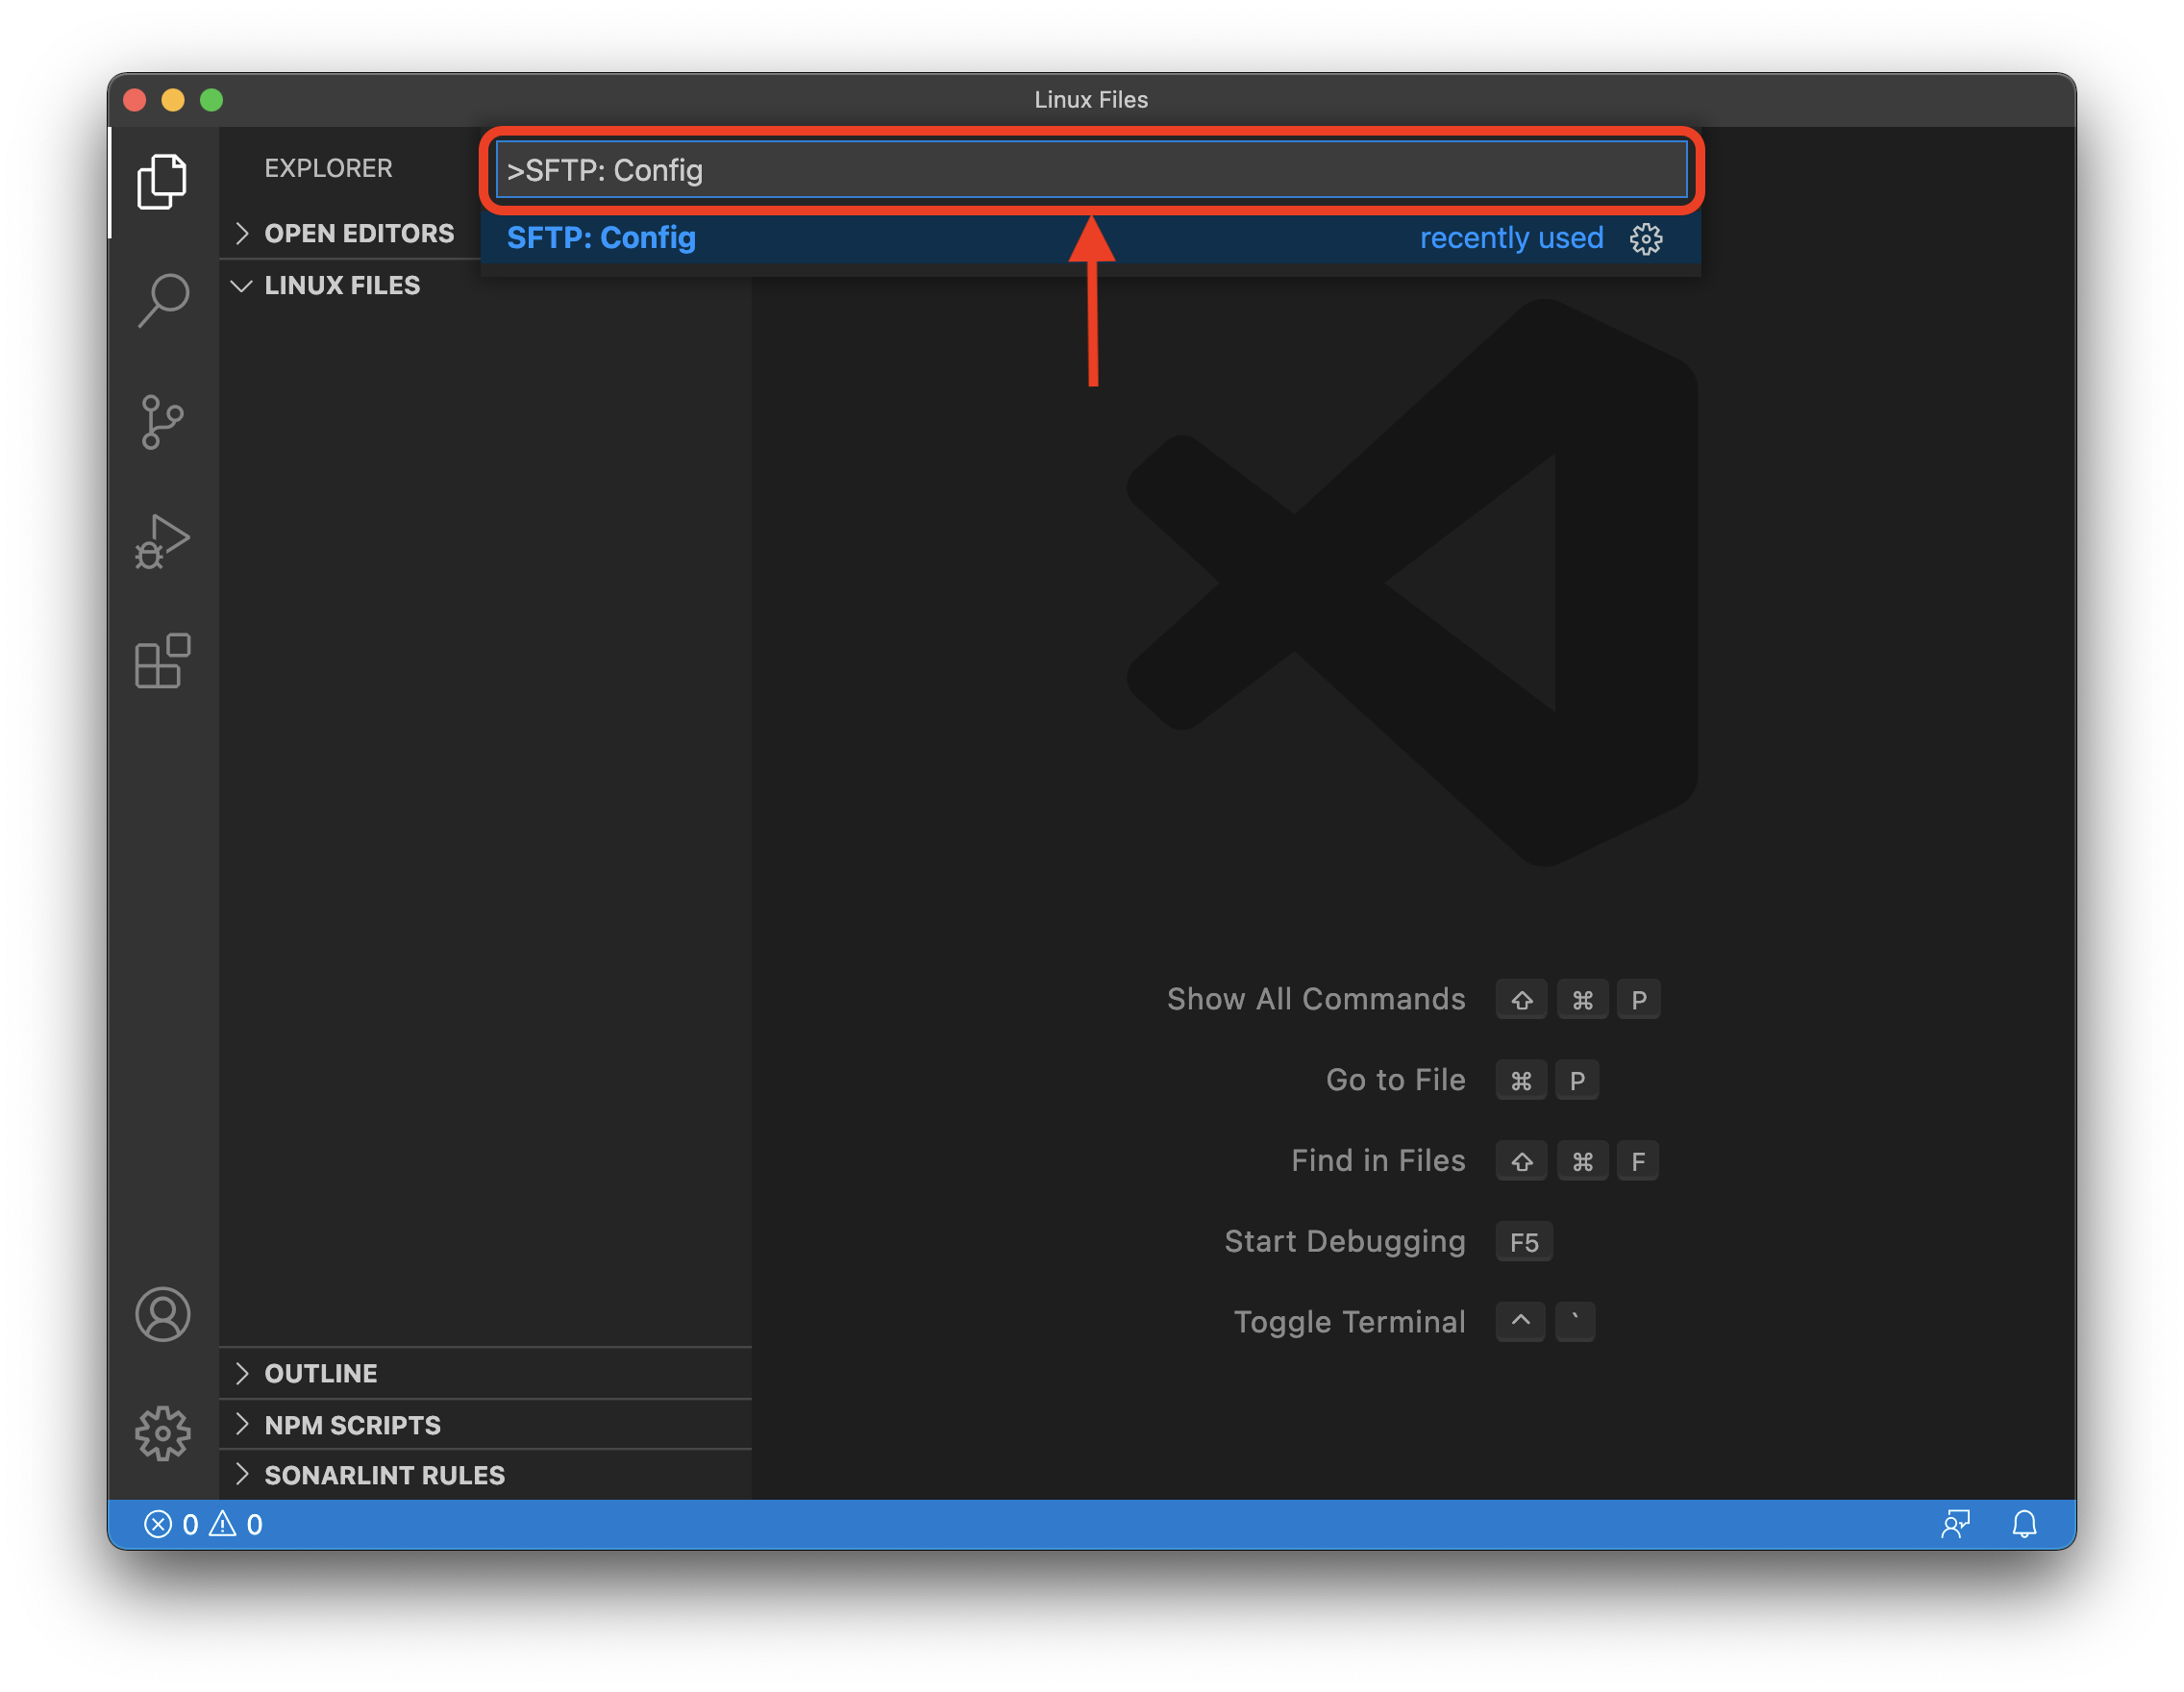 Linux Files
EXPLORER
>SFTP: Config
SFTP: Config recently used
OPEN EDITORS
LINUX FILES
Show All Commands ⇧ ⌘ P
Go to File ⌘ P
Find in Files ⇧ ⌘ F
Start Debugging F5
Toggle Terminal ^ `
OUTLINE
NPM SCRIPTS
SONARLINT RULES
0 0